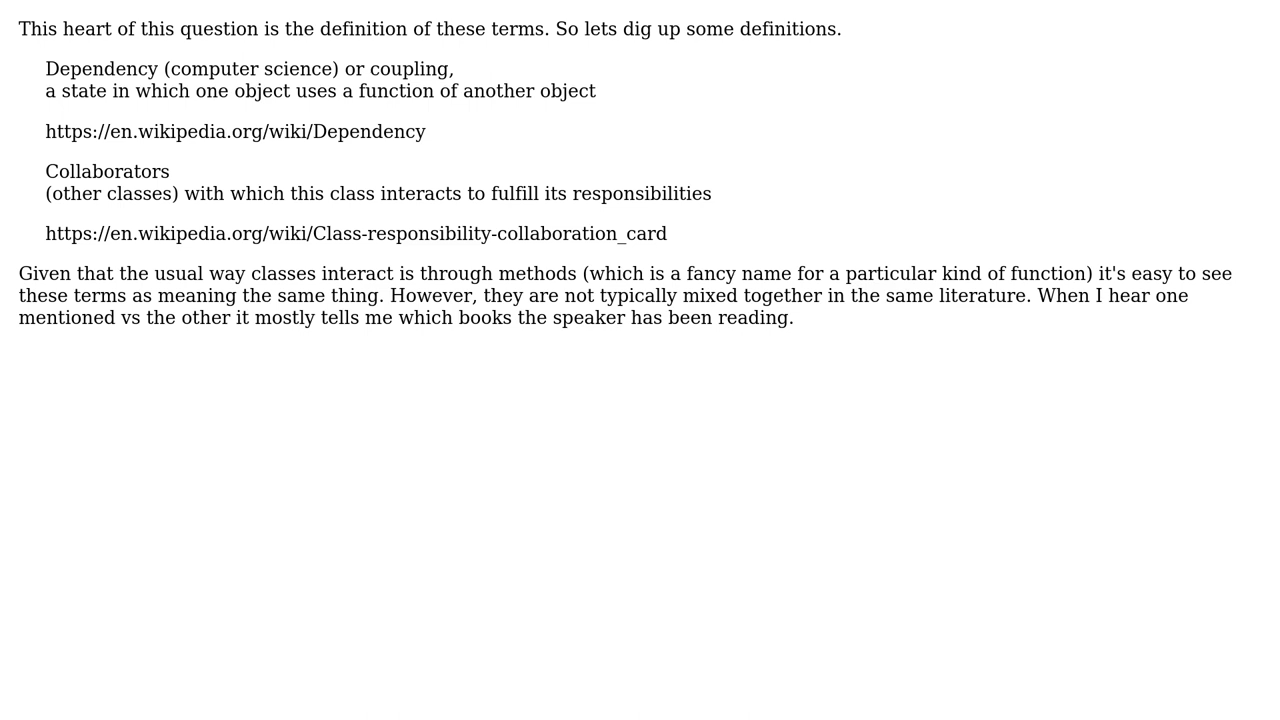 This heart of this question is the definition of these terms. So lets dig up some definitions.
Dependency (computer science) or coupling,
a state in which one object uses a function of another object
https://en.wikipedia.org/wiki/Dependency
Collaborators
(other classes) with which this class interacts to fulfill its responsibilities
https://en.wikipedia.org/wiki/Class-responsibility-collaboration_card
Given that the usual way classes interact is through methods (which is a fancy name for a particular kind of function) it's easy to see
these terms as meaning the same thing. However, they are not typically mixed together in the same literature. When I hear one
mentioned vs the other it mostly tells me which books the speaker has been reading.